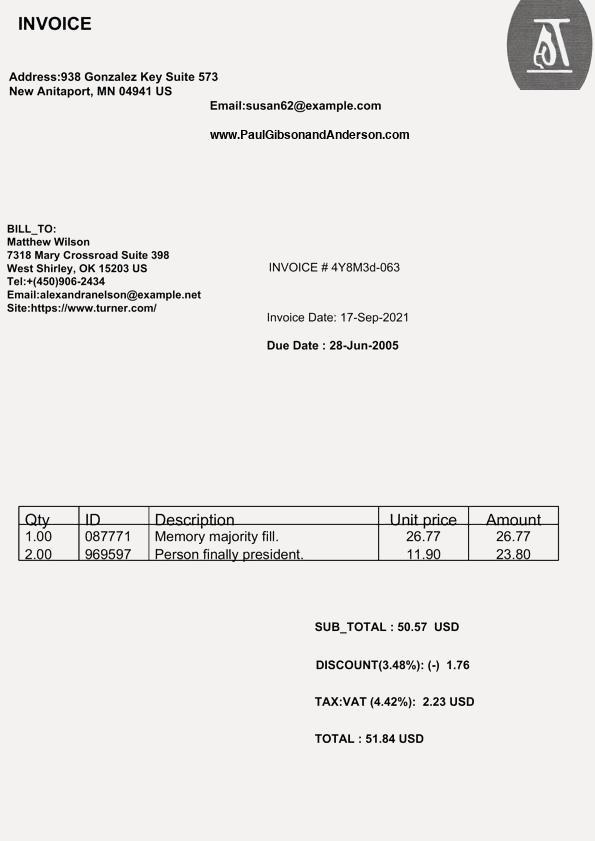 INVOICE
Address:938 Gonzalez Key Suite 573
New Anitaport, MN 04941 US
Email:susan62@example.com
www.PaulGibsonandAnderson.com
BILL_TO:
Matthew Wilson
7318 Mary Crossroad Suite 398
West Shirley, OK 15203 US
Tel:+(450)906-2434
Email:alexandranelson@example.net
Site:https://www.turner.com/
INVOICE # 4Y8M3d-063
Invoice Date: 17-Sep-2021
Due Date : 28-Jun-2005
Qty ID Description Unit price Amount
1.00 087771 Memory majority fill. 26.77 26.77
2.00 969597 Person finally president. 11.90 23.80
SUB_TOTAL : 50.57 USD
DISCOUNT(3.48%): (-) 1.76
TAX:VAT (4.42%): 2.23 USD
TOTAL : 51.84 USD